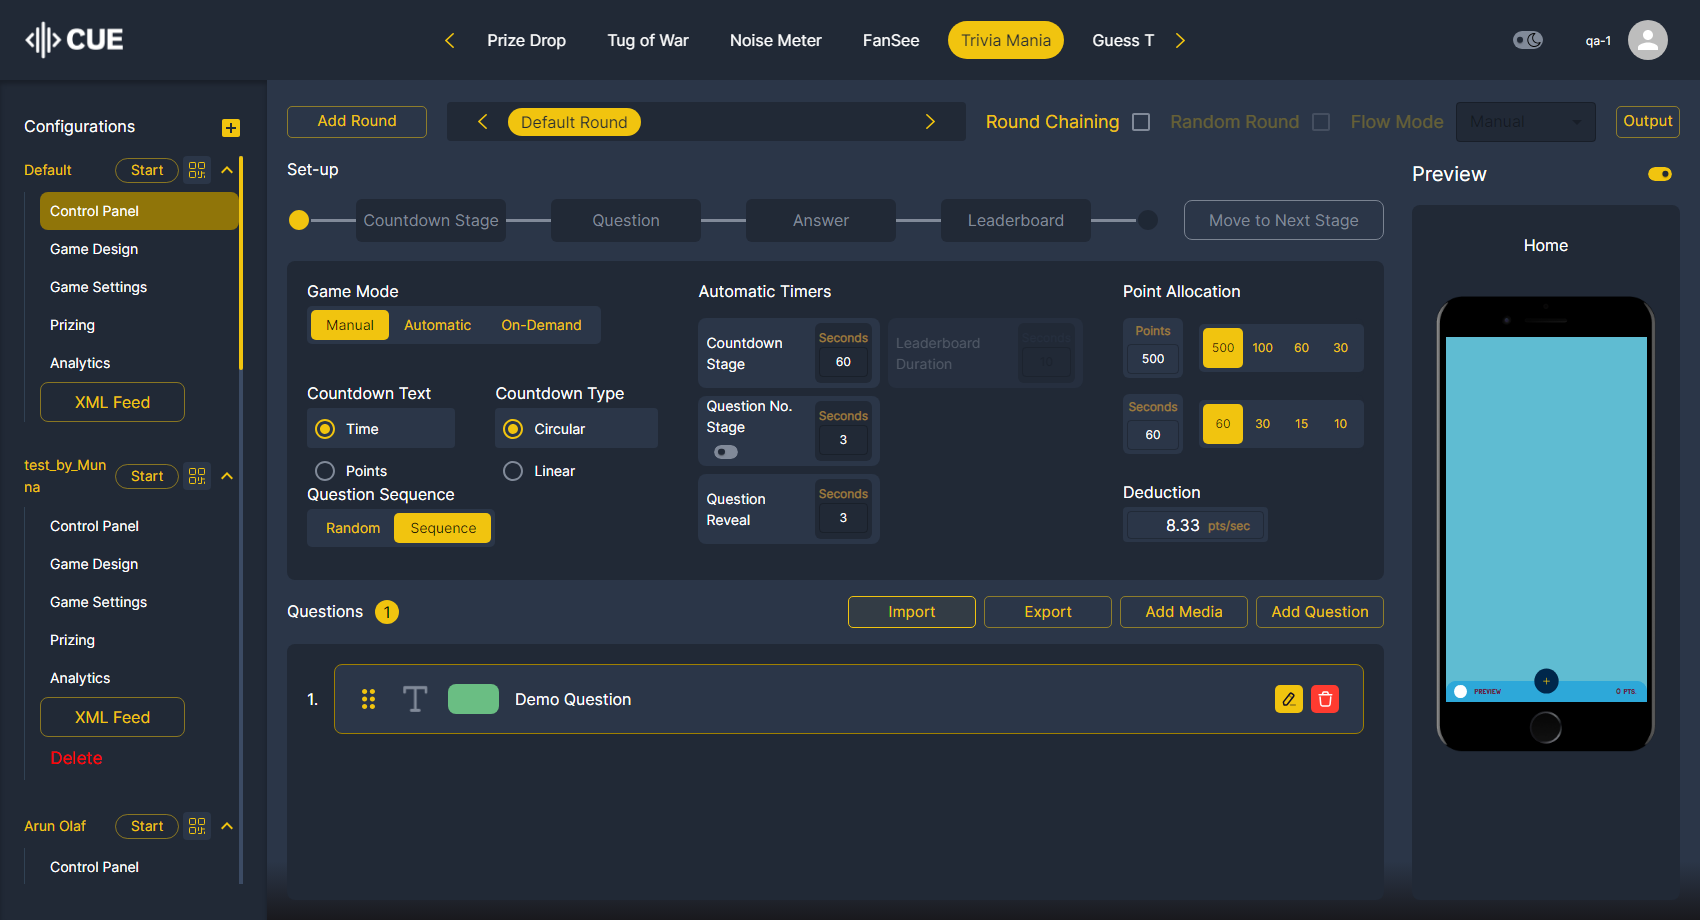 CUE
Prize Drop
Tug of War
Noise Meter
FanSee
Trivia Mania
Guess T
qa-1
Configurations
Default
Start
Control Panel
Game Design
Game Settings
Prizing
Analytics
XML Feed
test_by_Mun
na
Start
Control Panel
Game Design
Game Settings
Prizing
Analytics
XML Feed
Delete
Arun Olaf
Start
Control Panel
Add Round
Default Round
Round Chaining
Random Round
Flow Mode
Manual
Output
Set-up
Countdown Stage
Question
Answer
Leaderboard
Move to Next Stage
Game Mode
Manual
Automatic
On-Demand
Countdown Text
Time
Points
Countdown Type
Circular
Linear
Question Sequence
Random
Sequence
Automatic Timers
Countdown
Stage
Seconds
60
Leaderboard
Duration
Seconds
10
Question No.
Stage
Seconds
3
Question
Reveal
Seconds
3
Point Allocation
Points
500
500
100
60
30
Seconds
60
60
30
15
10
Deduction
8.33 pts/sec
Questions 1
Import
Export
Add Media
Add Question
1.
T
Demo Question
Preview
Home
PREVIEW
0 PTS